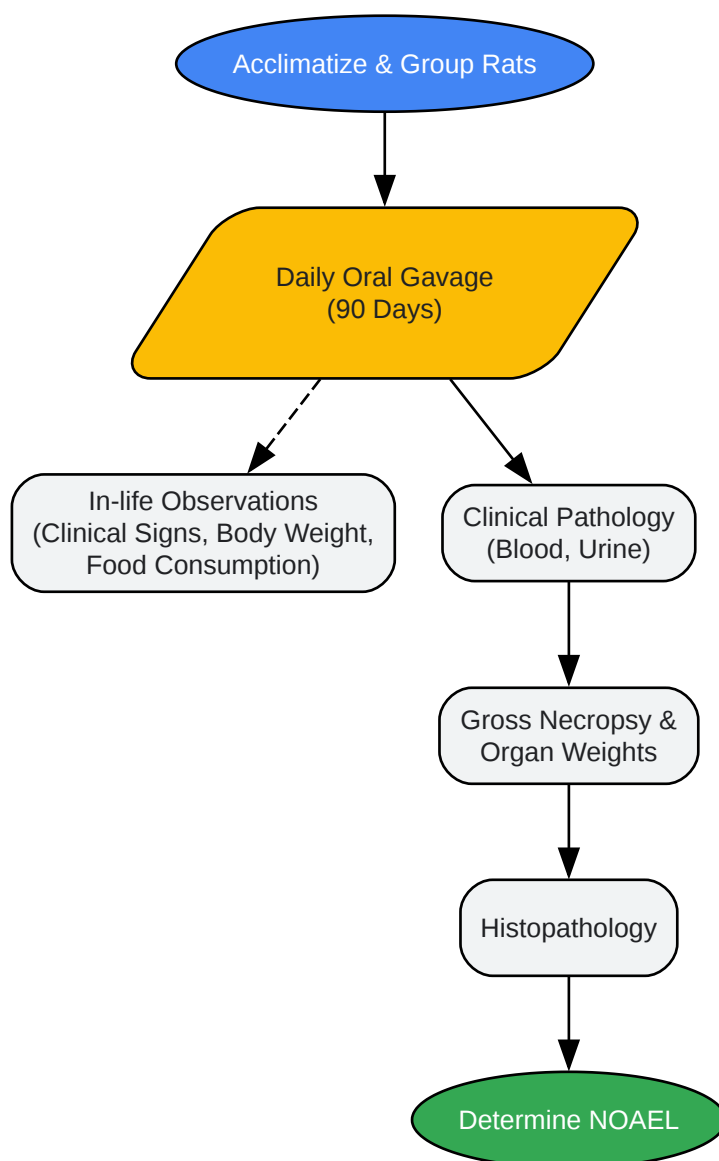 Acclimatize & Group Rats
Daily Oral Gavage
(90 Days)
In-life Observations
(Clinical Signs, Body Weight,
Food Consumption)
Clinical Pathology
(Blood, Urine)
Gross Necropsy &
Organ Weights
Histopathology
Determine NOAEL